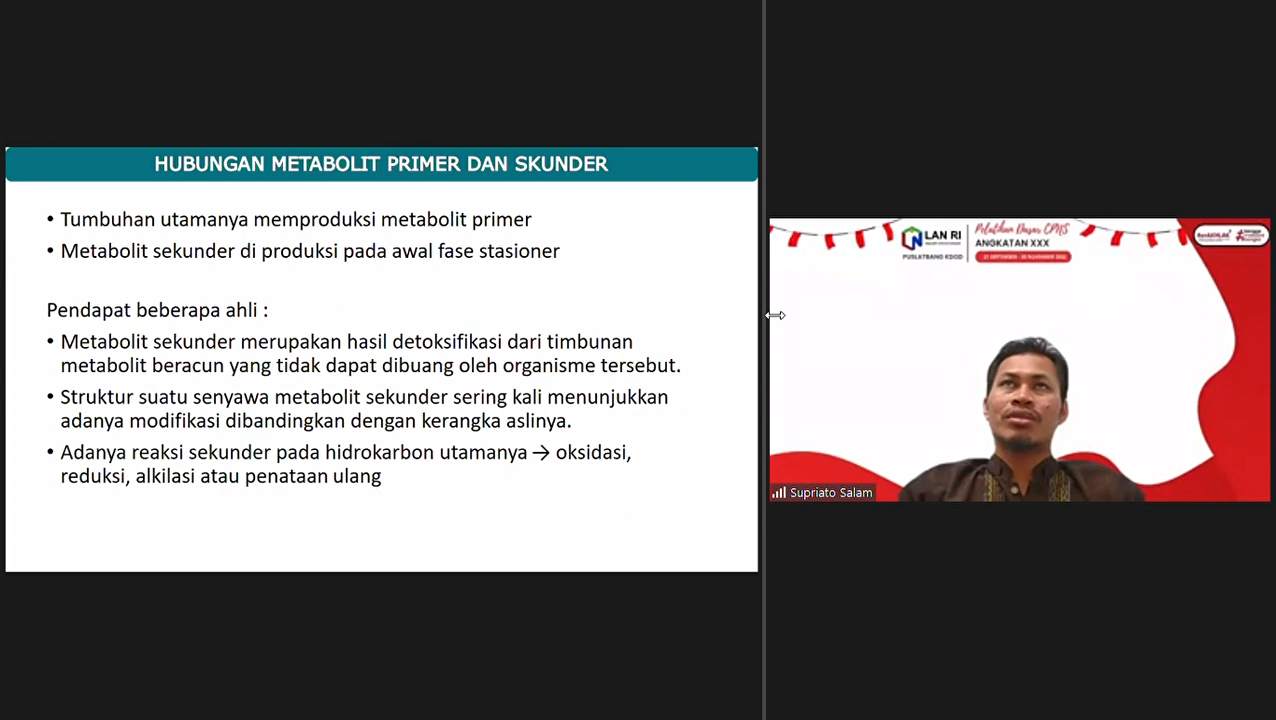 HUBUNGAN METABOLIT PRIMER DAN SKUNDER
• Tumbuhan utamanya memproduksi metabolit primer
• Metabolit sekunder di produksi pada awal fase stasioner
Pendapat beberapa ahli :
• Metabolit sekunder merupakan hasil detoksifikasi dari timbunan
metabolit beracun yang tidak dapat dibuang oleh organisme tersebut.
• Struktur suatu senyawa metabolit sekunder sering kali menunjukkan
adanya modifikasi dibandingkan dengan kerangka aslinya.
• Adanya reaksi sekunder pada hidrokarbon utamanya → oksidasi,
reduksi, alkilasi atau penataan ulang
LAN RI
PUSLATBANG KDOD
Pelatihan Dasar CPNS
ANGKATAN XXX
Supriato Salam